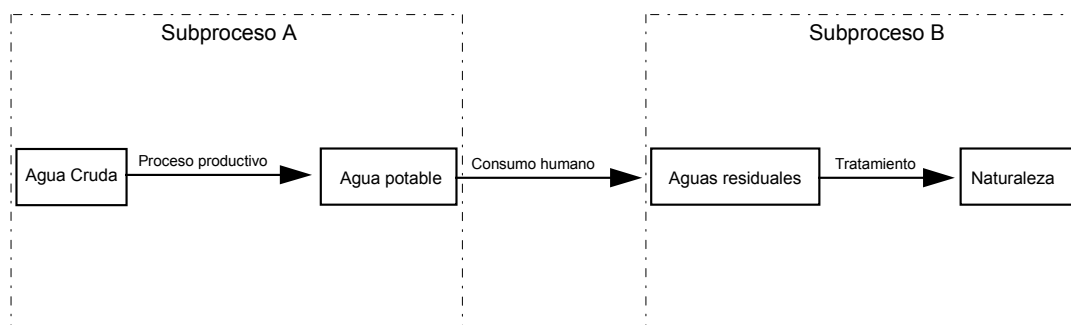 Subproceso A
Subproceso B
Agua Cruda
Proceso productivo
Agua potable
Consumo humano
Aguas residuales
Tratamiento
Naturaleza